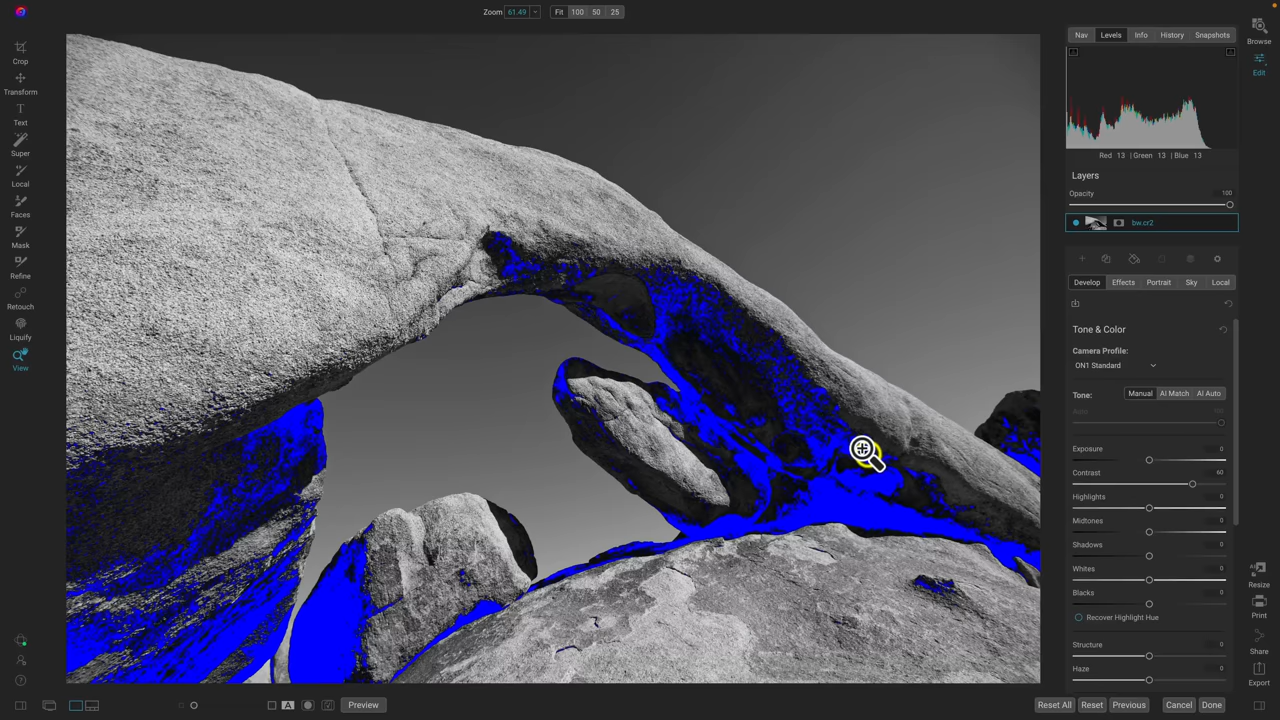 Zoom 61.49 Fit 100 50 25
Crop
Transform
Text
Super
Local
Faces
Mask
Refine
Retouch
Liquify
View
Nav Levels Info History Snapshots
Red 13 | Green 13 | Blue 13
Layers
Opacity 100
bw.cr2
Develop Effects Portrait Sky Local
Tone & Color
Camera Profile:
ON1 Standard
Tone: Manual AI Match AI Auto
Auto 100
Exposure 0
Contrast 60
Highlights 0
Midtones 0
Shadows 0
Whites 0
Blacks 0
Recover Highlight Hue
Structure 0
Haze 0
Browse
Edit
Resize
Print
Share
Export
A Preview
Reset All Reset Previous Cancel Done